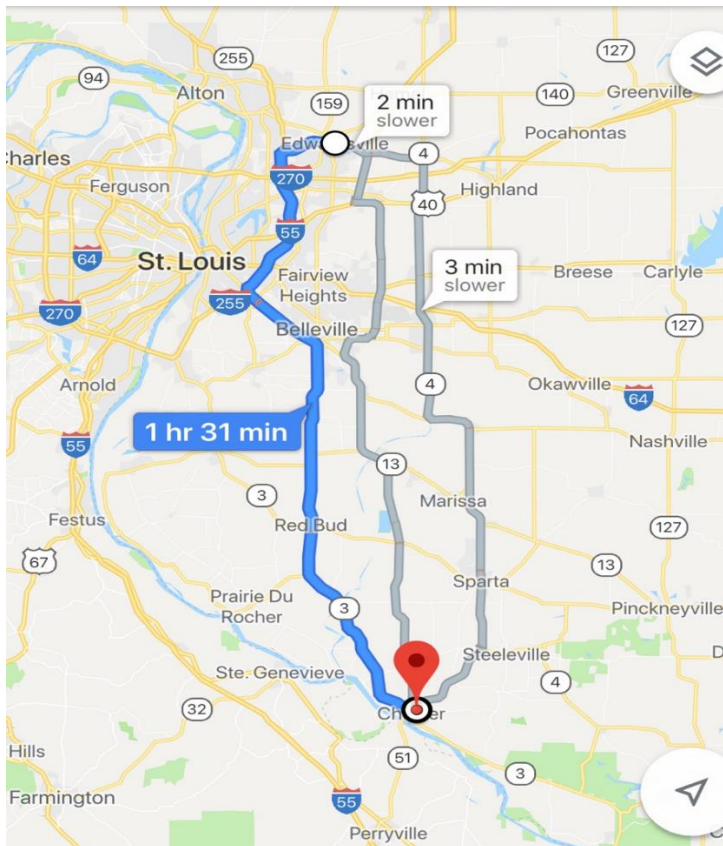 255
127
94
Alton
159
2 min
slower
140
Greenville
Pocahontas
Charles
Edwardsville
4
Ferguson
270
Highland
40
55
64
St. Louis
3 min
slower
Fairview
Heights
Breese
Carlyle
255
270
Belleville
127
Arnold
4
Okawville
64
1 hr 31 min
55
Nashville
13
3
Marissa
Festus
Red Bud
127
67
Sparta
13
Prairie Du
Rocher
3
Pinckneyville
Steeleville
Ste. Genevieve
4
32
Chester
Hills
51
3
Farmington
55
Perryville